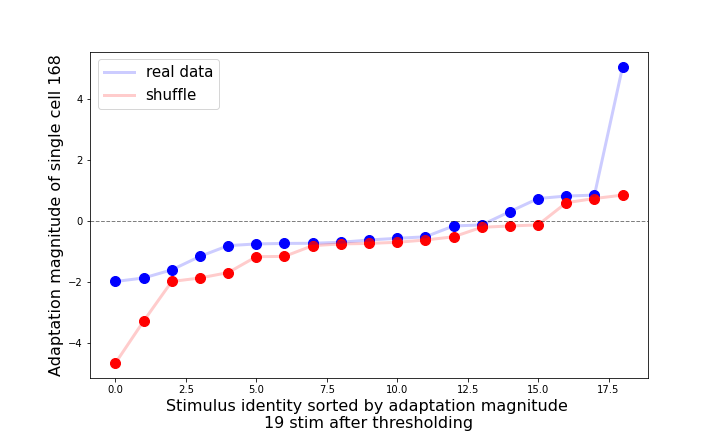 real data
shuffle
Adaptation magnitude of single cell 168
4
2
0
−2
−4
0.0 2.5 5.0 7.5 10.0 12.5 15.0 17.5
Stimulus identity sorted by adaptation magnitude
19 stim after thresholding